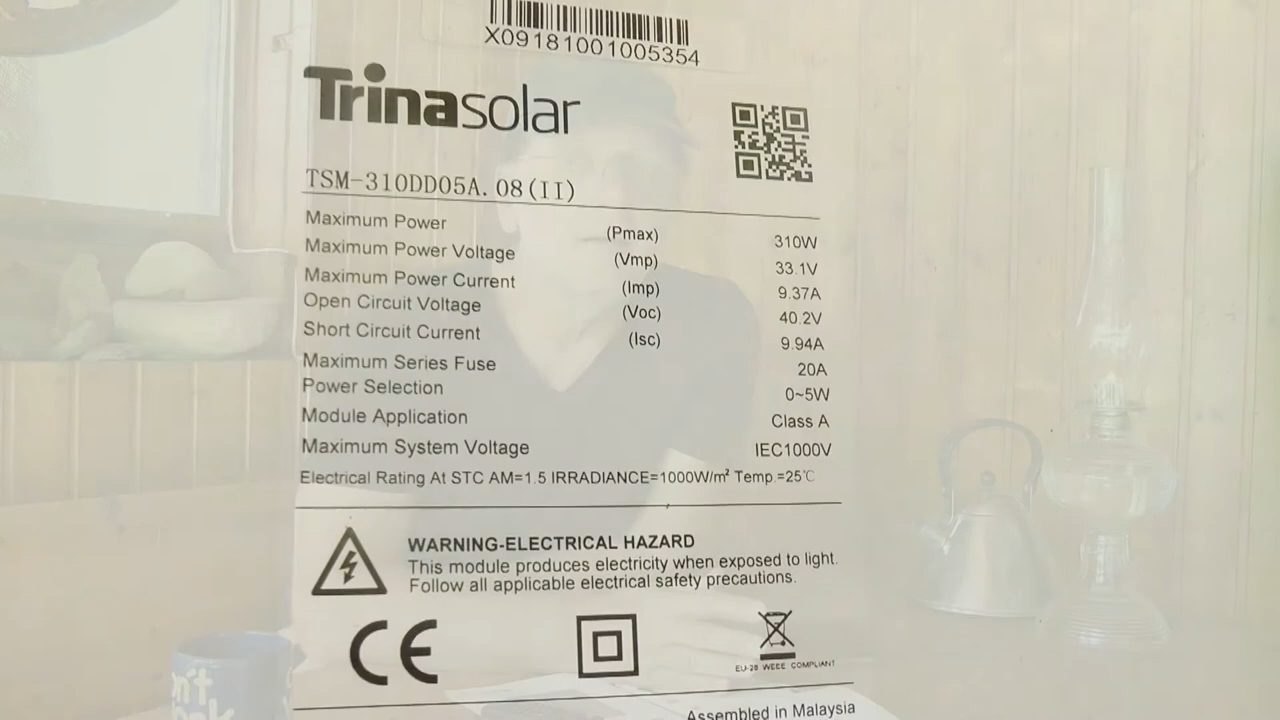 X09181001005354
Trinasolar
TSM-310DD05A.08(II)
Maximum Power (Pmax) 310W
Maximum Power Voltage (Vmp) 33.1V
Maximum Power Current (Imp) 9.37A
Open Circuit Voltage (Voc) 40.2V
Short Circuit Current (Isc) 9.94A
Maximum Series Fuse 20A
Power Selection 0~5W
Module Application Class A
Maximum System Voltage IEC1000V
Electrical Rating At STC AM=1.5 IRRADIANCE=1000W/m² Temp.=25℃
WARNING-ELECTRICAL HAZARD
This module produces electricity when exposed to light.
Follow all applicable electrical safety precautions.
CE
EU-28 WEEE COMPLIANT
Assembled in Malaysia